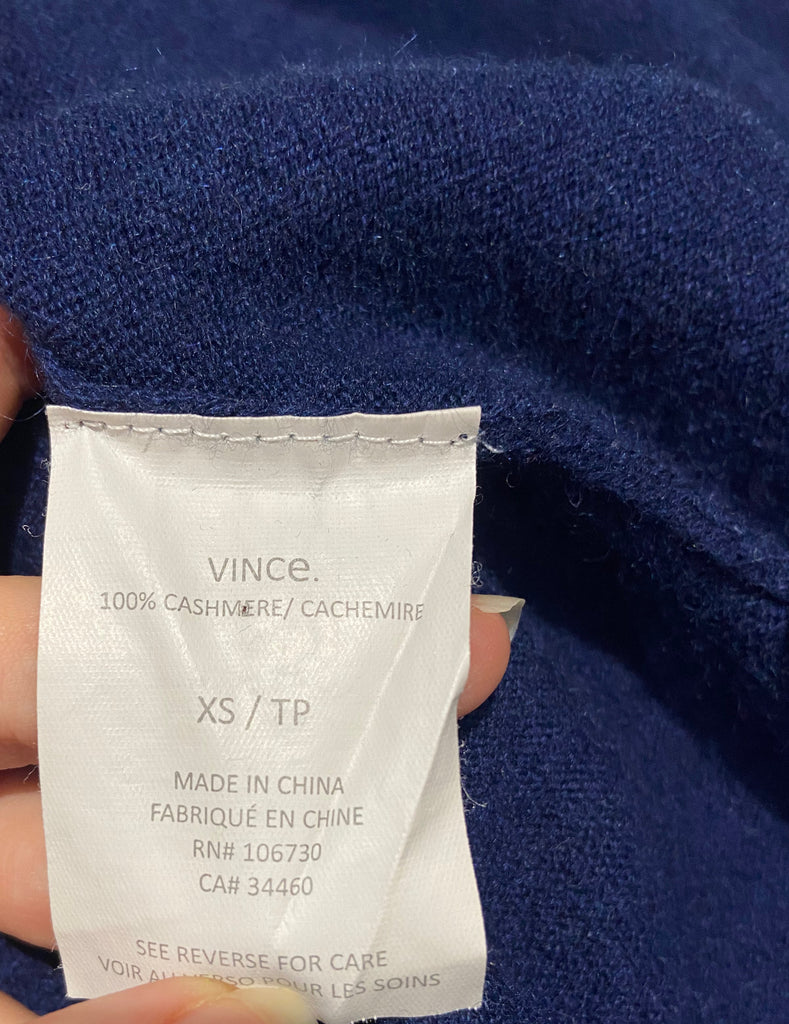 VINCe.
100% CASHMERE/ CACHEMIRE
XS / TP
MADE IN CHINA
FABRIQUÉ EN CHINE
RN# 106730
CA# 34460
SEE REVERSE FOR CARE
VOIR AU VERSO POUR LES SOINS